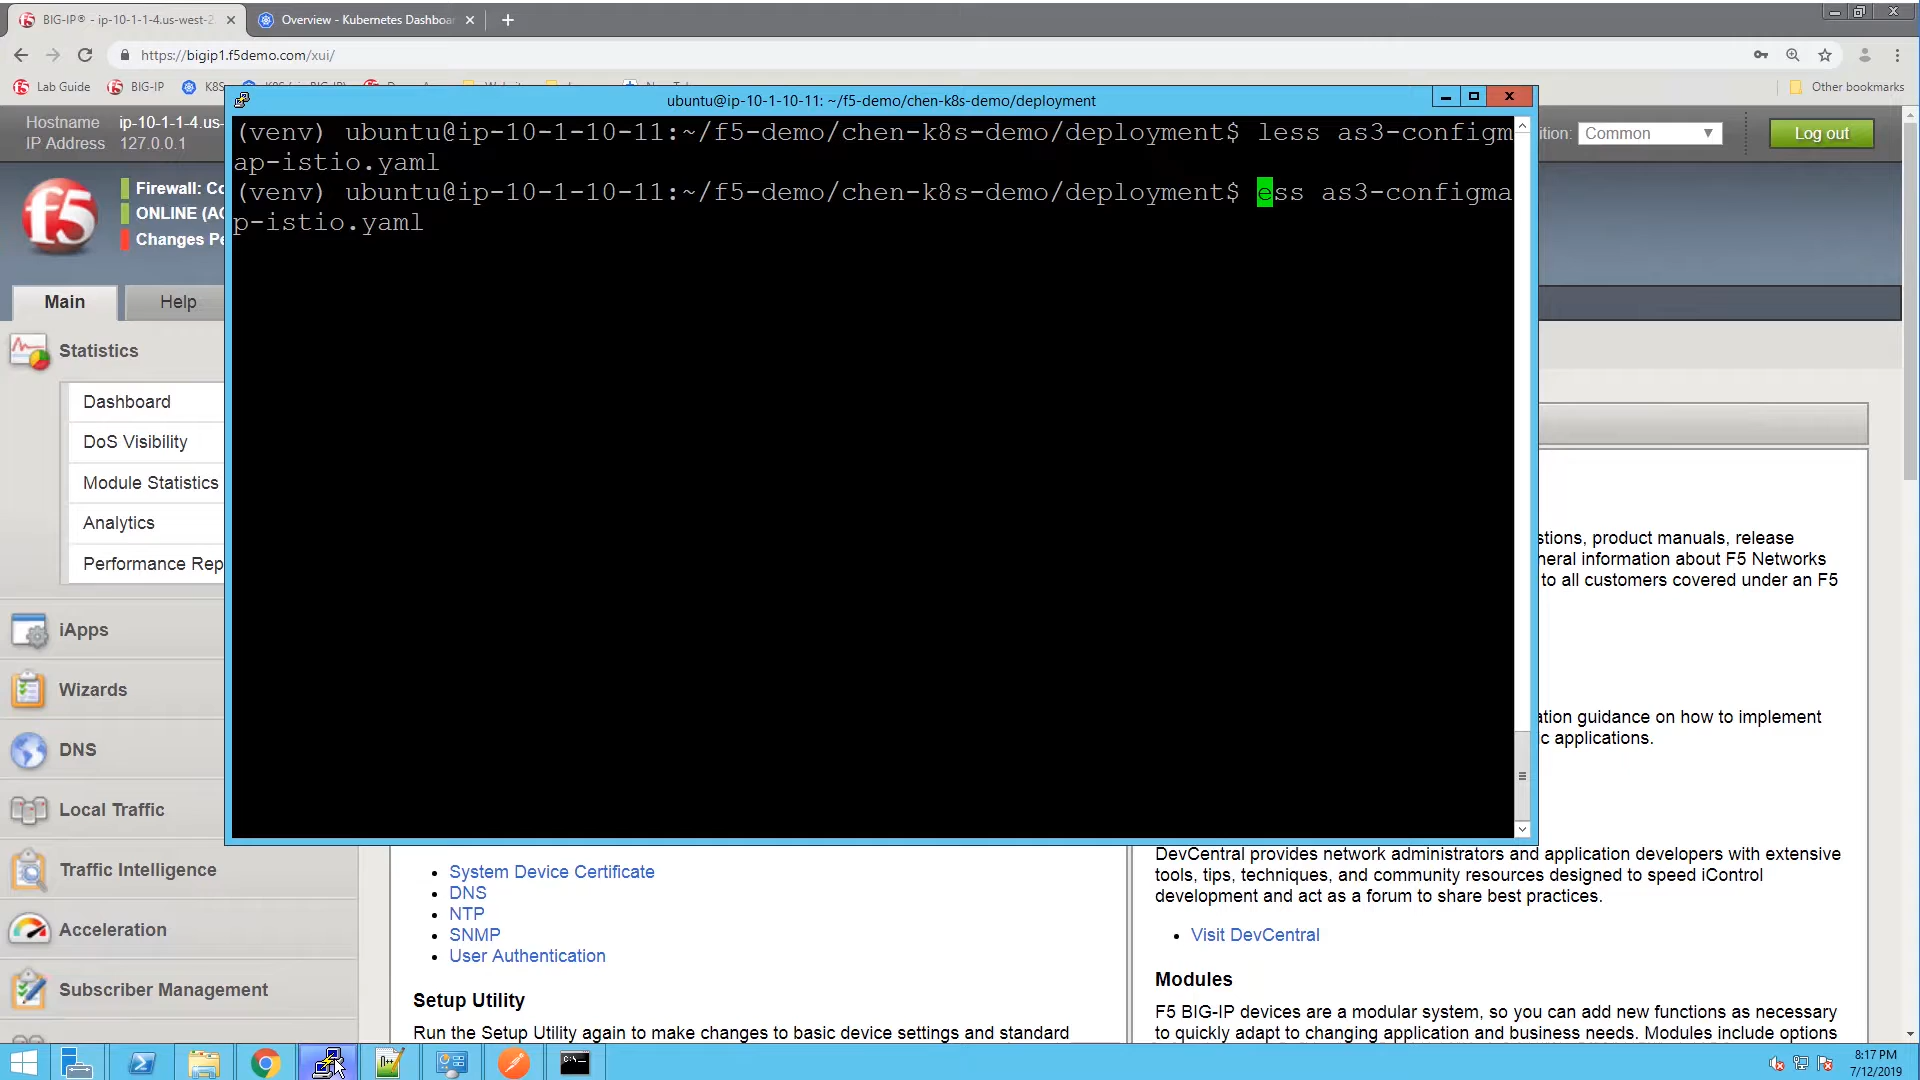 BIG-IP® - ip-10-1-1-4.us-west-2
Overview - Kubernetes Dashboa
https://bigip1.f5demo.com/xui/
Lab Guide
BIG-IP
K8S
Other bookmarks
ubuntu@ip-10-1-10-11: ~/f5-demo/chen-k8s-demo/deployment
(venv) ubuntu@ip-10-1-10-11:~/f5-demo/chen-k8s-demo/deployment$ less as3-configm
ap-istio.yaml
(venv) ubuntu@ip-10-1-10-11:~/f5-demo/chen-k8s-demo/deployment$ ess as3-configma
p-istio.yaml
Hostname ip-10-1-1-4.us-
IP Address 127.0.0.1
ition: Common
Log out
f5
Firewall: Co
ONLINE (AC
Changes Pe
Main
Help
Statistics
Dashboard
DoS Visibility
Module Statistics
Analytics
Performance Rep
iApps
Wizards
DNS
Local Traffic
Traffic Intelligence
Acceleration
Subscriber Management
stions, product manuals, release
neral information about F5 Networks
to all customers covered under an F5
ation guidance on how to implement
c applications.
System Device Certificate
DNS
NTP
SNMP
User Authentication
Setup Utility
Run the Setup Utility again to make changes to basic device settings and standard
DevCentral provides network administrators and application developers with extensive
tools, tips, techniques, and community resources designed to speed iControl
development and act as a forum to share best practices.
Visit DevCentral
Modules
F5 BIG-IP devices are a modular system, so you can add new functions as necessary
to quickly adapt to changing application and business needs. Modules include options
8:17 PM
7/12/2019